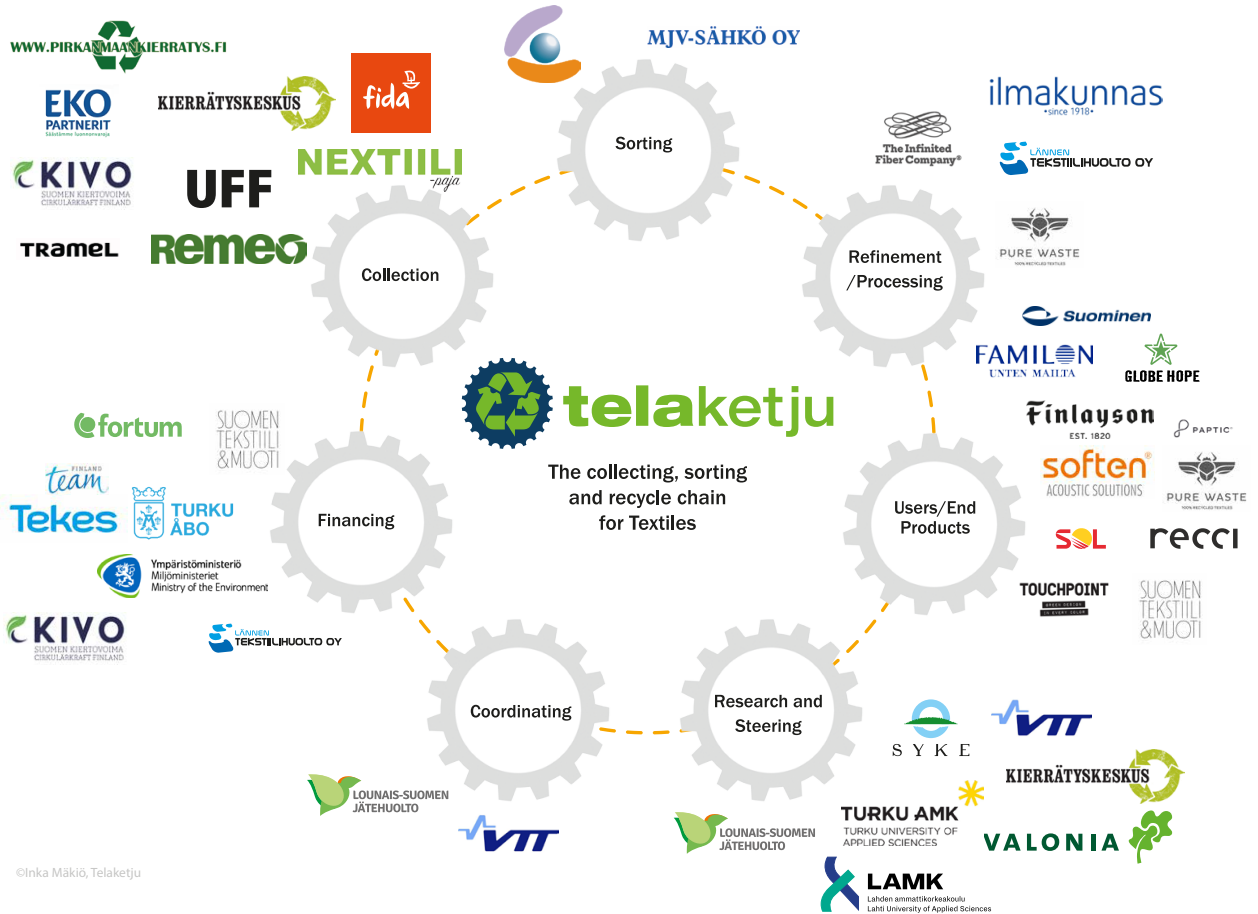 WWW.PIRKANMAANKIERRATYS.FI
MJV-SÄHKÖ OY
EKO
PARTNERIT
Säästämme luonnonvaroja
KIERRÄTYSKESKUS
fida
Sorting
ilmakunnas
•since 1918•
The Infinited
Fiber Company®
LÄNNEN
TEKSTIILIHUOLTO OY
KIVO
SUOMEN KIERTOVOIMA
CIRKULÄRKRAFT FINLAND
UFF
NEXTIILI
-paja
TRAMEL
Remeo
Collection
Refinement
/Processing
PURE WASTE
100% RECYCLED TEXTILES
Suominen
FAMILON
UNTEN MAILTA
GLOBE HOPE
telaketju
The collecting, sorting
and recycle chain
for Textiles
fortum
SUOMEN
TEKSTIILI
&MUOTI
FINLAND
team
Tekes
TURKU
ÅBO
Financing
Ympäristöministeriö
Miljöministeriet
Ministry of the Environment
KIVO
SUOMEN KIERTOVOIMA
CIRKULÄRKRAFT FINLAND
LÄNNEN
TEKSTIILIHUOLTO OY
Users/End
Products
Finlayson
EST. 1820
PAPTIC®
soften®
ACOUSTIC SOLUTIONS
PURE WASTE
100% RECYCLED TEXTILES
SOL
recci
TOUCHPOINT
GREEN DESIGN
IN EVERY COLOR
SUOMEN
TEKSTIILI
&MUOTI
Coordinating
LOUNAIS-SUOMEN
JÄTEHUOLTO
VTT
Research and
Steering
SYKE
VTT
KIERRÄTYSKESKUS
LOUNAIS-SUOMEN
JÄTEHUOLTO
TURKU AMK
TURKU UNIVERSITY OF
APPLIED SCIENCES
VALONIA
LAMK
Lahden ammattikorkeakoulu
Lahti University of Applied Sciences
©Inka Mäkiö, Telaketju